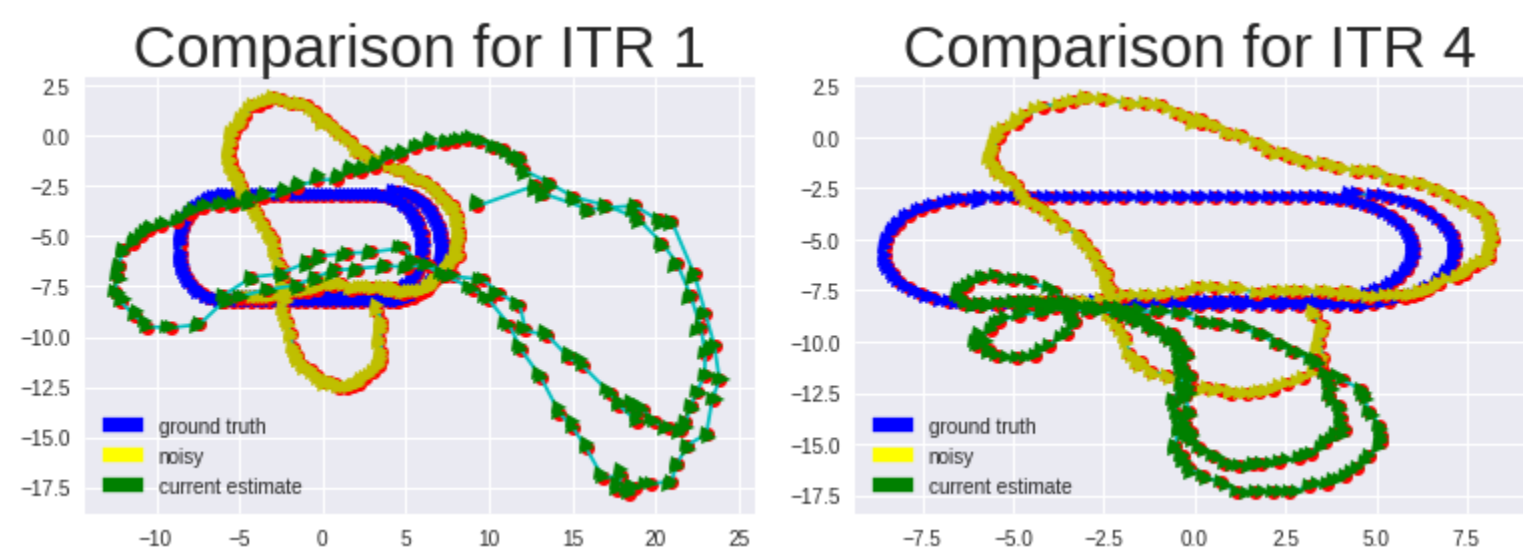 Comparison for ITR 1
2.5
0.0
−2.5
−5.0
−7.5
−10.0
−12.5
−15.0
−17.5
ground truth
noisy
current estimate
−10 −5 0 5 10 15 20 25
Comparison for ITR 4
2.5
0.0
−2.5
−5.0
−7.5
−10.0
−12.5
−15.0
−17.5
ground truth
noisy
current estimate
−7.5 −5.0 −2.5 0.0 2.5 5.0 7.5